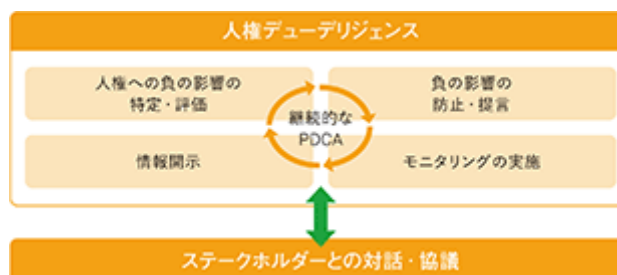 人権デューデリジェンス
人権への負の影響の
特定・評価
負の影響の
防止・提言
継続的な
PDCA
情報開示
モニタリングの実施
ステークホルダーとの対話・協議